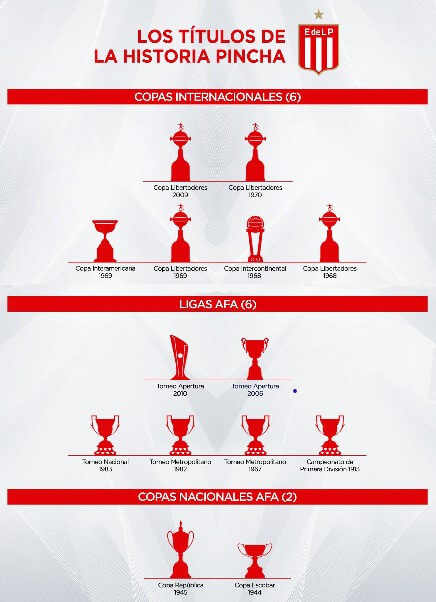 LOS TÍTULOS DE
LA HISTORIA PINCHA
EdeLP
COPAS INTERNACIONALES (6)
Copa Libertadores
2009
Copa Libertadores
1970
Copa Interamericana
1969
Copa Libertadores
1969
Copa Intercontinental
1968
Copa Libertadores
1968
LIGAS AFA (6)
Torneo Apertura
2010
Torneo Apertura
2006
Torneo Nacional
1983
Torneo Metropolitano
1982
Torneo Metropolitano
1967
Campeonato de
Primera División 1913
COPAS NACIONALES AFA (2)
Copa República
1945
Copa Escobar
1944